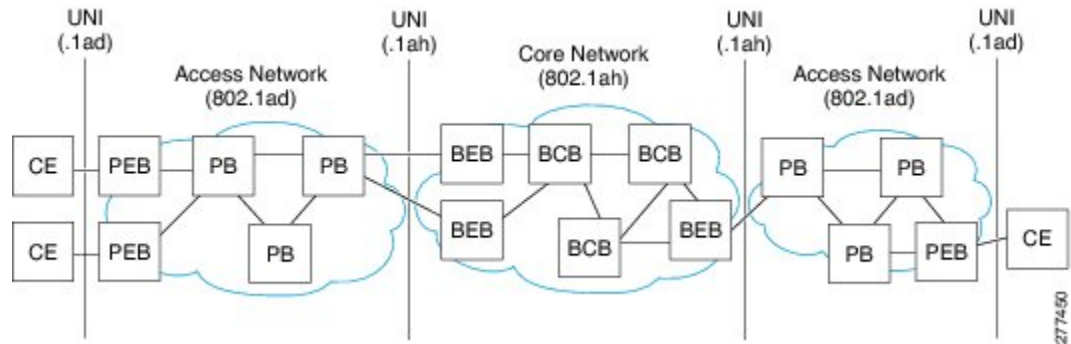 UNI
(.1ad)
UNI
(.1ah)
UNI
(.1ah)
UNI
(.1ad)
Access Network
(802.1ad)
Core Network
(802.1ah)
Access Network
(802.1ad)
CE
PEB
PB
PB
BEB
BCB
BCB
PB
PB
CE
PEB
PB
BEB
BCB
BEB
PB
PEB
CE
277450